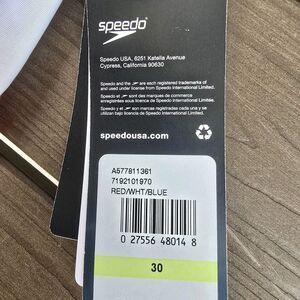 speedo
Speedo USA, 6251 Katella Avenue
Cypress, California 90630
Speedo and the are each registered trademarks of
and used under license from Speedo International Limited.
Speedo et sont des marques de commerce
enregistrées sous licence de Speedo International Limitée.
Speedo y el son marcas registradas cada una y se
utilizan bajo licencia de Speedo International Limited.
speedousa.com
A577811361
7192101970
RED/WHT/BLUE
0 27556 48014 8
30